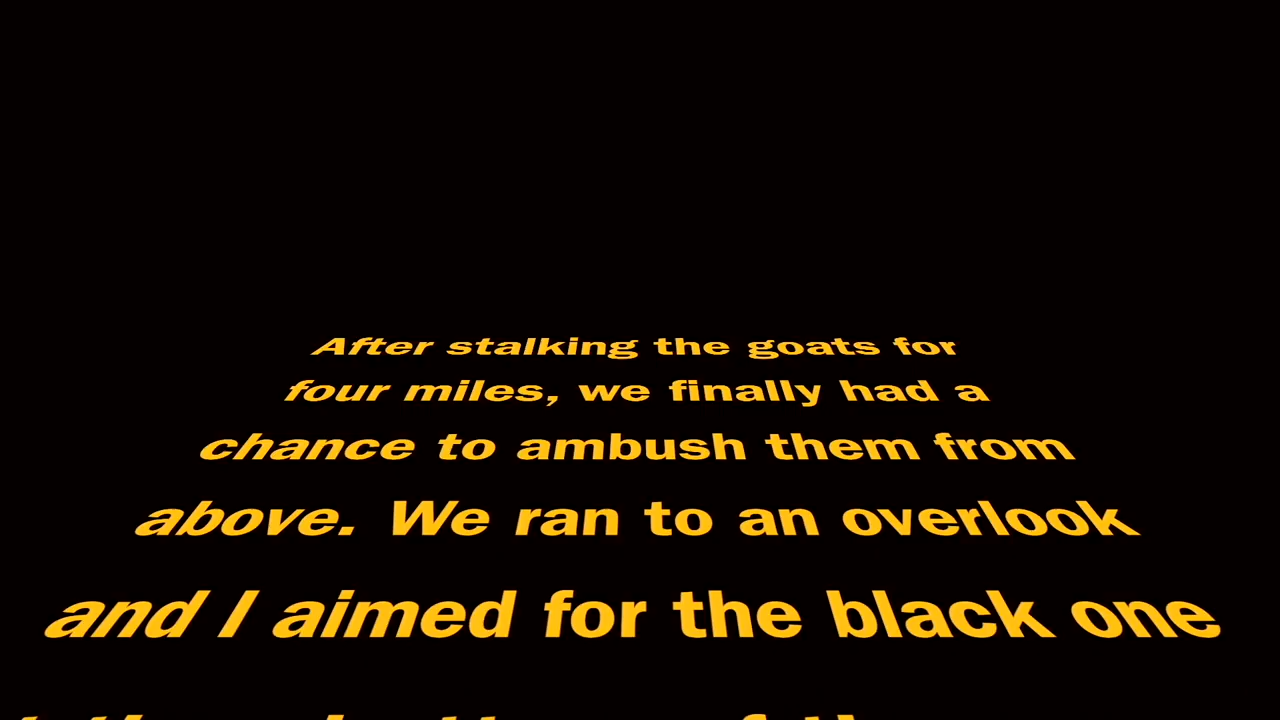 After stalking the goats for
four miles, we finally had a
chance to ambush them from
above. We ran to an overlook
and I aimed for the black one